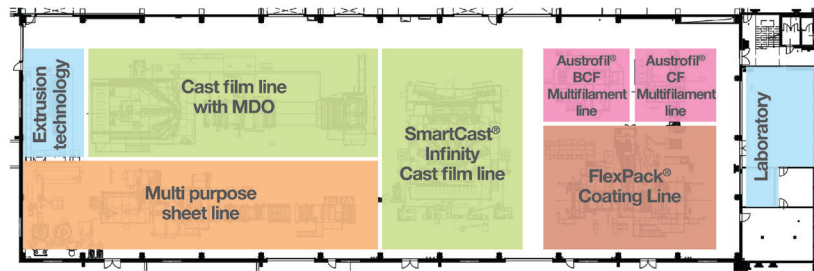 Extrusion
technology
Cast film line
with MDO
Multi purpose
sheet line
SmartCast®
Infinity
Cast film line
Austrofil®
BCF
Multifilament
line
Austrofil®
CF
Multifilament
line
FlexPack®
Coating Line
Laboratory